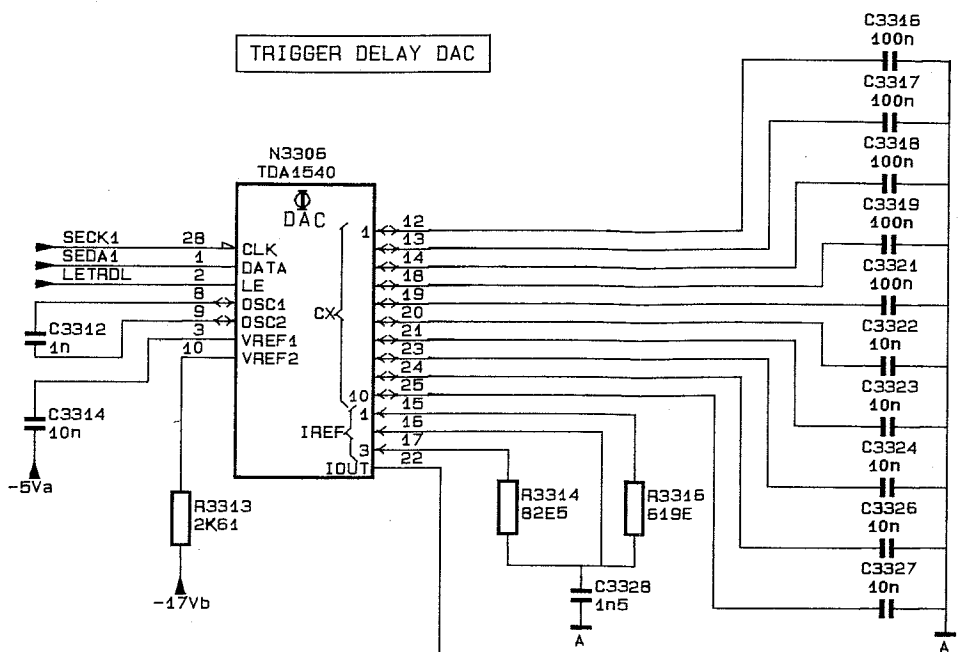 TRIGGER DELAY DAC
N3306
TDA1540
DAC
SECK1 28 CLK
SEDA1 1 DATA
LETRDL 2 LE
8 OSC1
9 OSC2
3 VREF1
10 VREF2
C3312
1n
C3314
10n
-5Va
R3313
2K61
-17Vb
CX
1 12
13
14
18
19
20
21
23
24
10 25
IREF
1 15
16
3 17
IOUT 22
R3314
82E5
R3316
619E
C3328
1n5
A
C3316
100n
C3317
100n
C3318
100n
C3319
100n
C3321
100n
C3322
10n
C3323
10n
C3324
10n
C3326
10n
C3327
10n
A